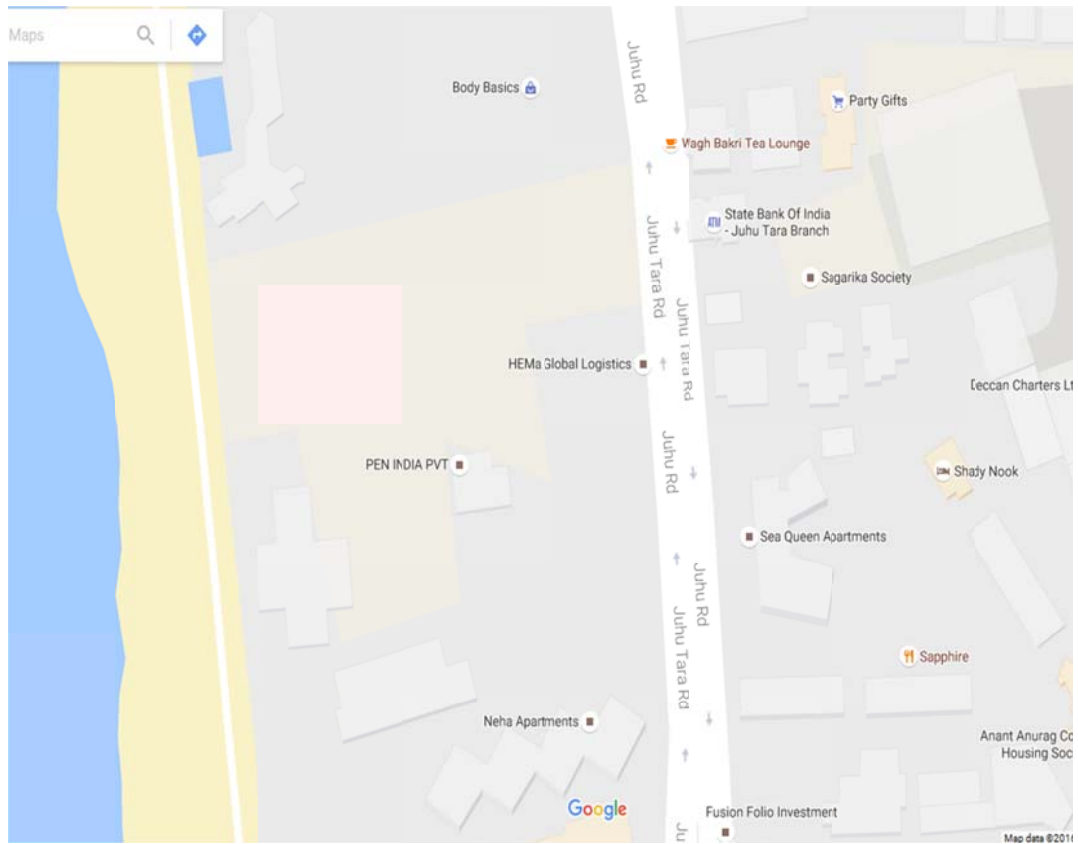 Maps
Juhu Rd
Body Basics
Party Gifts
Wagh Bakri Tea Lounge
ATM
State Bank Of India
- Juhu Tara Branch
Juhu Tara Rd
Sagarika Society
Juhu Tara Rd
HEMa Global Logistics
Deccan Charters Lt
Juhu Rd
PEN INDIA PVT
Shady Nook
Sea Queen Apartments
Juhu Rd
Juhu Tara Rd
Sapphire
Neha Apartments
Anant Anurag Co
Housing Soc
Google
Fusion Folio Investment
Ju
Map data ©2016